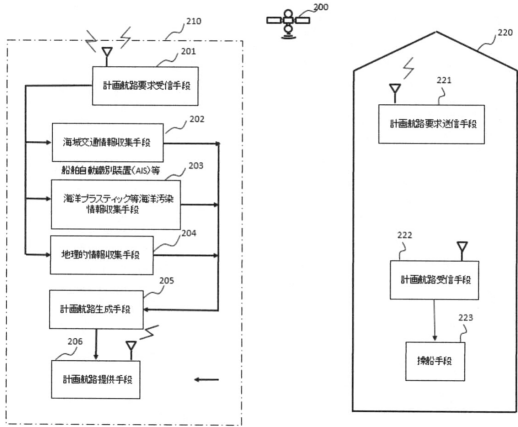 200
210
201
計画航路要求受信手段
202
海域交通情報収集手段
船舶自動識別装置(AIS)等
203
海洋プラスティック等海洋汚染
情報収集手段
204
地理的情報収集手段
205
計画航路生成手段
206
計画航路提供手段
220
221
計画航路要求送信手段
222
計画航路受信手段
223
操船手段